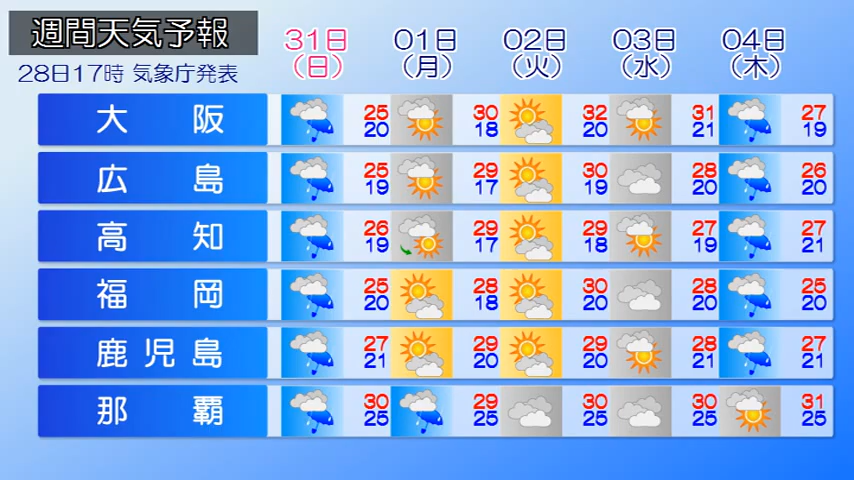 週間天気予報
28日17時 気象庁発表
31日 01日 02日 03日 04日
(日) (月) (火) (水) (木)
大阪 25 20 30 18 32 20 31 21 27 19
広島 25 19 29 17 30 19 28 20 26 20
高知 26 19 29 17 29 18 27 19 27 21
福岡 25 20 28 18 30 20 28 20 25 20
鹿児島 27 21 29 20 29 20 28 21 27 21
那覇 30 25 29 25 30 25 30 25 31 25